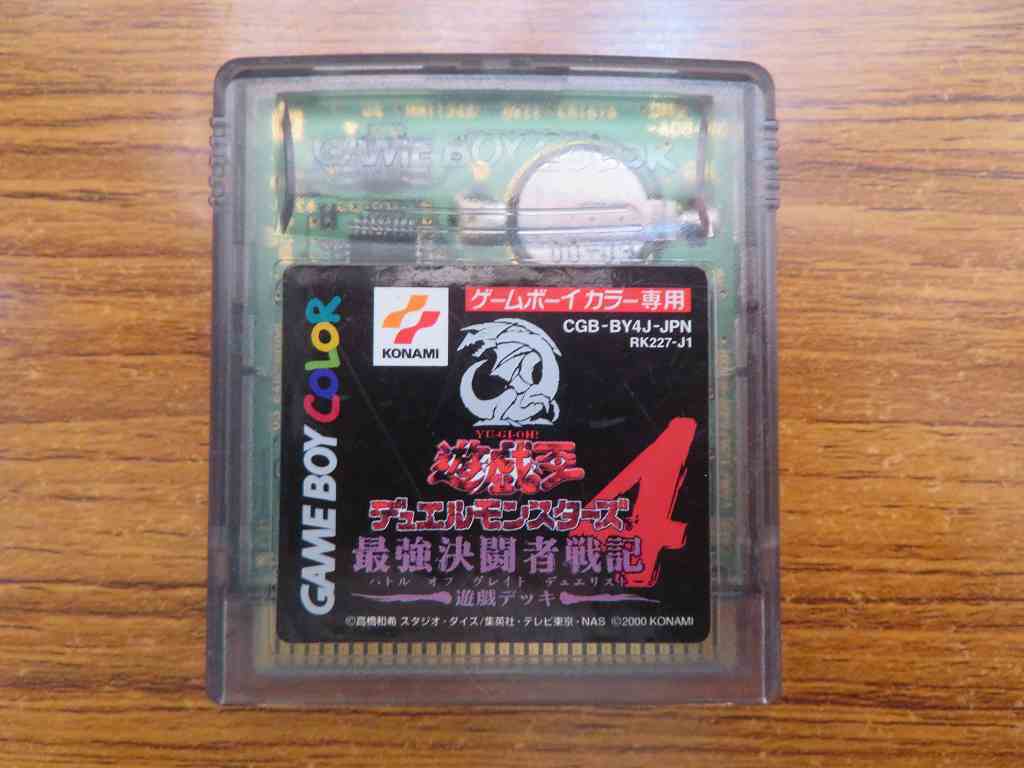 GAME BOY COLOR
GAME BOY COLOR
KONAMI
ゲームボーイカラー専用
CGB-BY4J-JPN
RK227-J1
YU-GI-OH!
遊戯王
デュエルモンスターズ4
最強決闘者戦記
バトル オブ グレイト デュエリスト
遊戯デッキ
©高橋和希 スタジオ・ダイス/集英社・テレビ東京・NAS ©2000 KONAMI